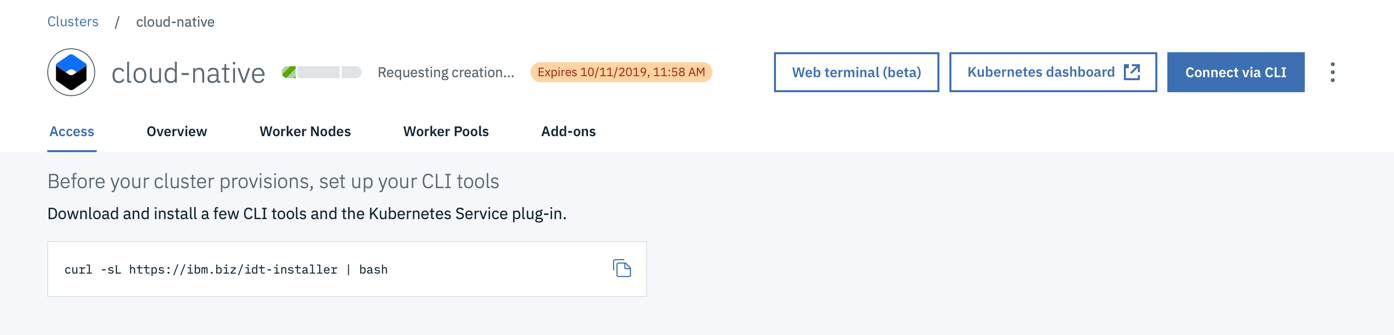 Clusters / cloud-native
cloud-native Requesting creation... Expires 10/11/2019, 11:58 AM Web terminal (beta) Kubernetes dashboard Connect via CLI
Access Overview Worker Nodes Worker Pools Add-ons
Before your cluster provisions, set up your CLI tools
Download and install a few CLI tools and the Kubernetes Service plug-in.
curl -sL https://ibm.biz/idt-installer | bash